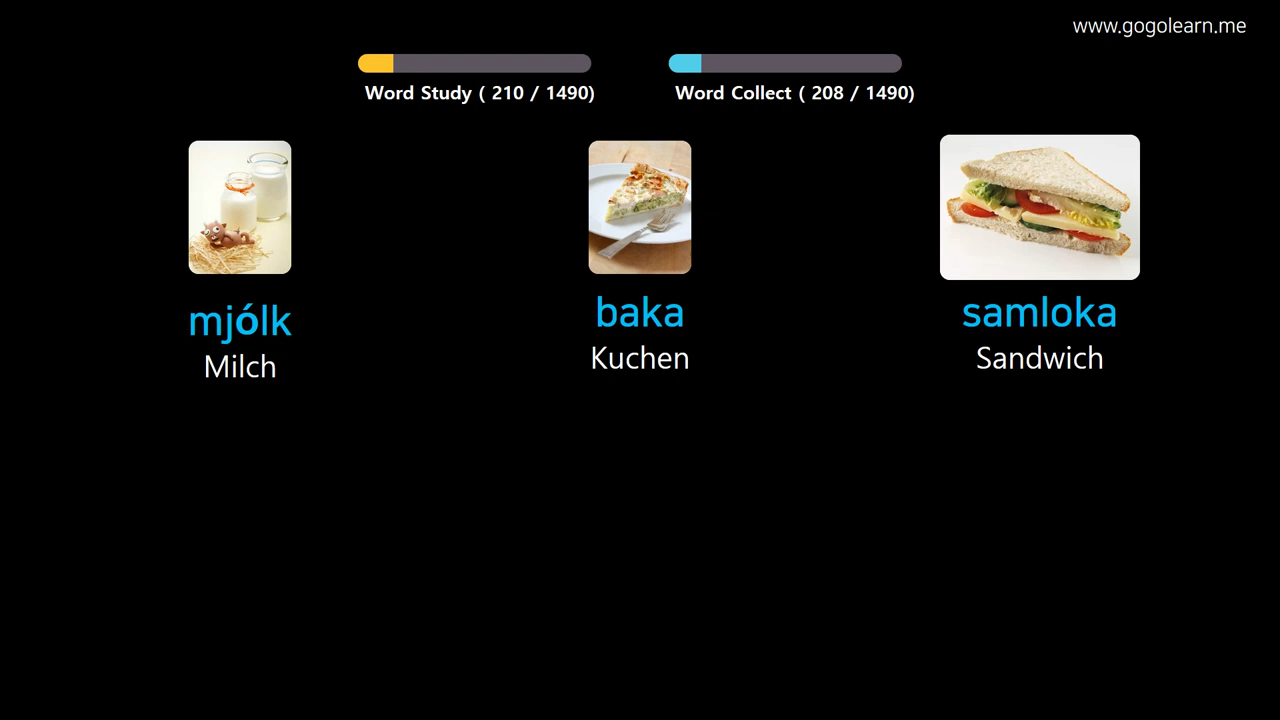 www.gogolearn.me
Word Study ( 210 / 1490)
Word Collect ( 208 / 1490)
mjólk
baka
samloka
Milch
Kuchen
Sandwich